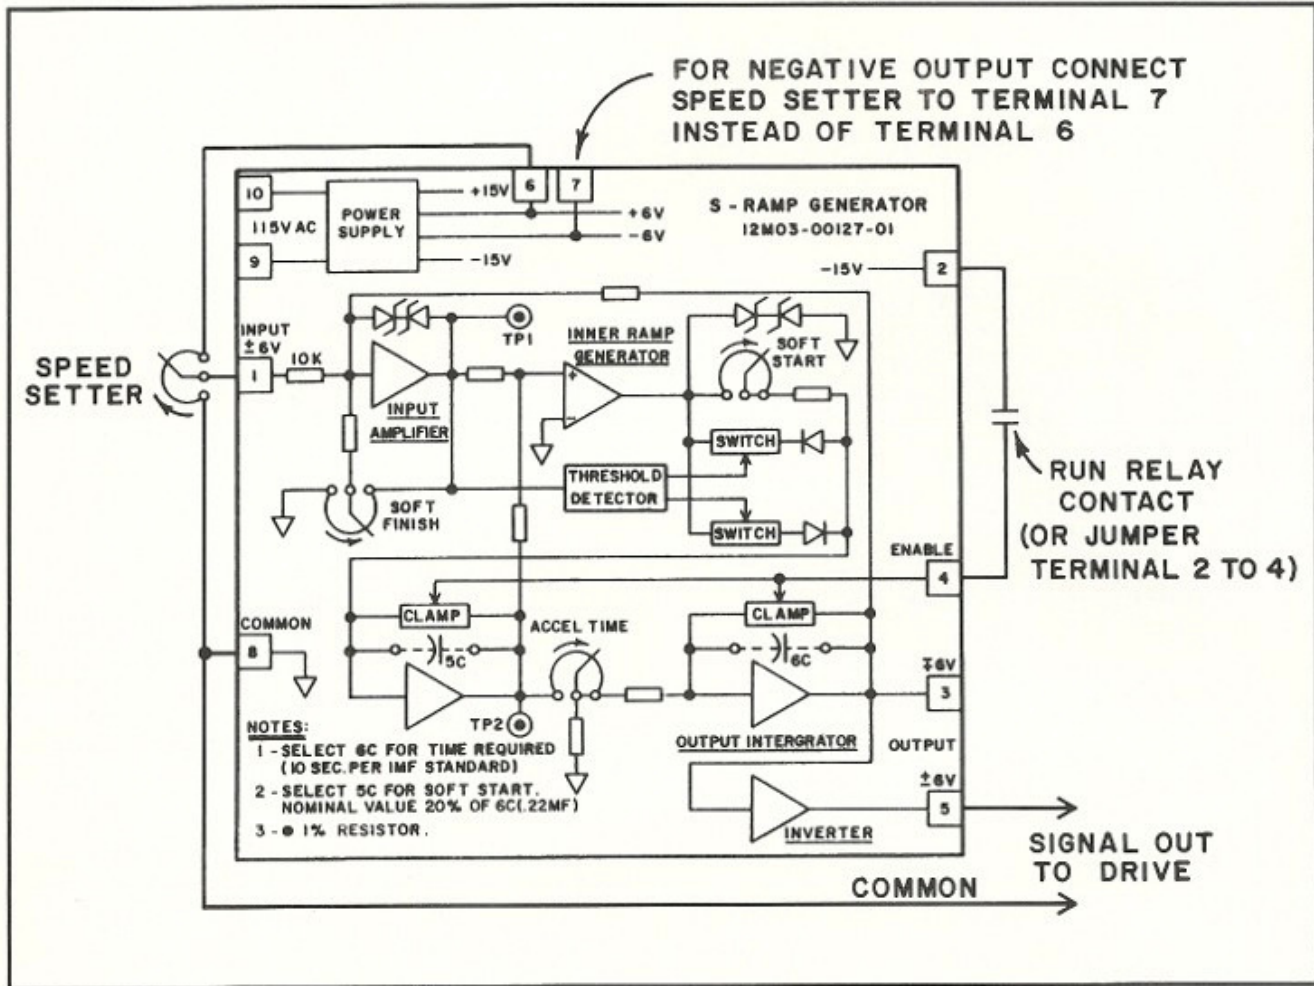 FOR NEGATIVE OUTPUT CONNECT
SPEED SETTER TO TERMINAL 7
INSTEAD OF TERMINAL 6
10
115V AC
9
POWER
SUPPLY
+15V
6
7
+6V
-6V
-15V
S - RAMP GENERATOR
12M03-00127-01
-15V
2
SPEED
SETTER
INPUT
±6V
1
10K
INPUT
AMPLIFIER
TP1
INNER RAMP
GENERATOR
+
-
SOFT
START
SWITCH
THRESHOLD
DETECTOR
SWITCH
SOFT
FINISH
RUN RELAY
CONTACT
(OR JUMPER
TERMINAL 2 TO 4)
ENABLE
4
COMMON
8
CLAMP
5C
ACCEL TIME
CLAMP
6C
∓6V
3
TP2
OUTPUT INTERGRATOR
OUTPUT
±6V
5
INVERTER
NOTES:
1 - SELECT 6C FOR TIME REQUIRED
(10 SEC. PER IMF STANDARD)
2 - SELECT 5C FOR SOFT START.
NOMINAL VALUE 20% OF 6C(.22MF)
3 - ● 1% RESISTOR.
SIGNAL OUT
TO DRIVE
COMMON